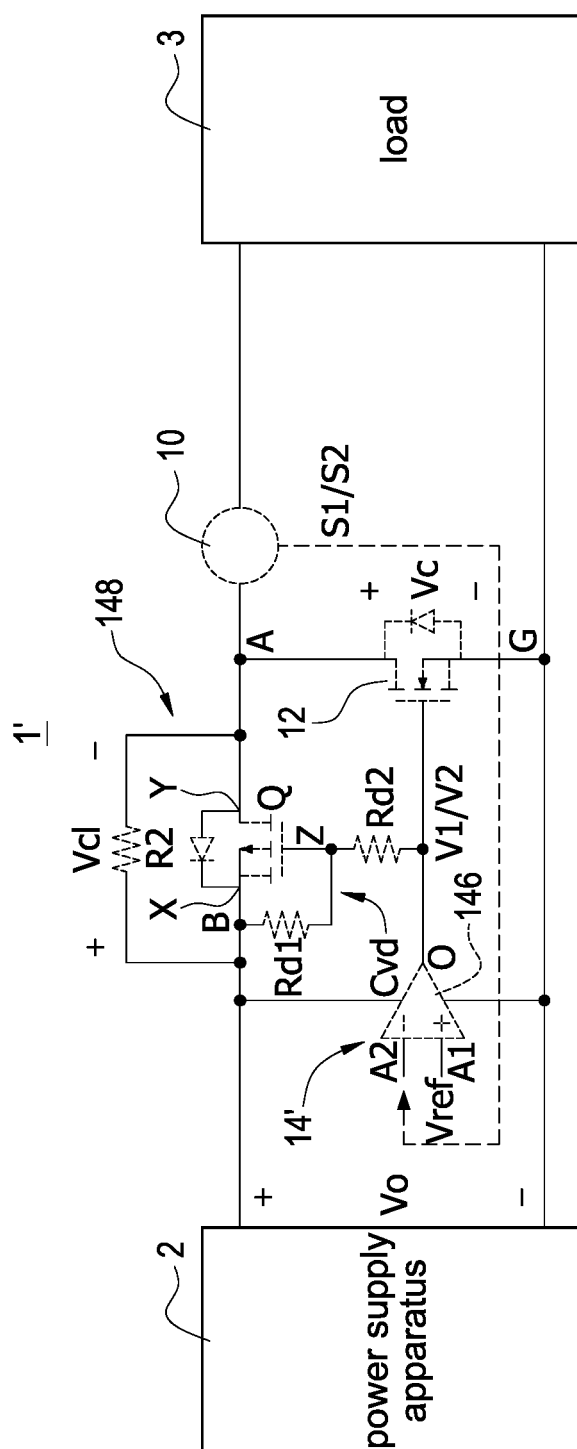 1'
148
+
Vcl
−
R2
10
3
X
Y
B
Q
A
2
+
Rd1
Z
Cvd
Rd2
12
+
Vc
−
S1/S2
power supply
apparatus
Vo
14'
A2
−
Vref
+
A1
O
146
V1/V2
G
−
load